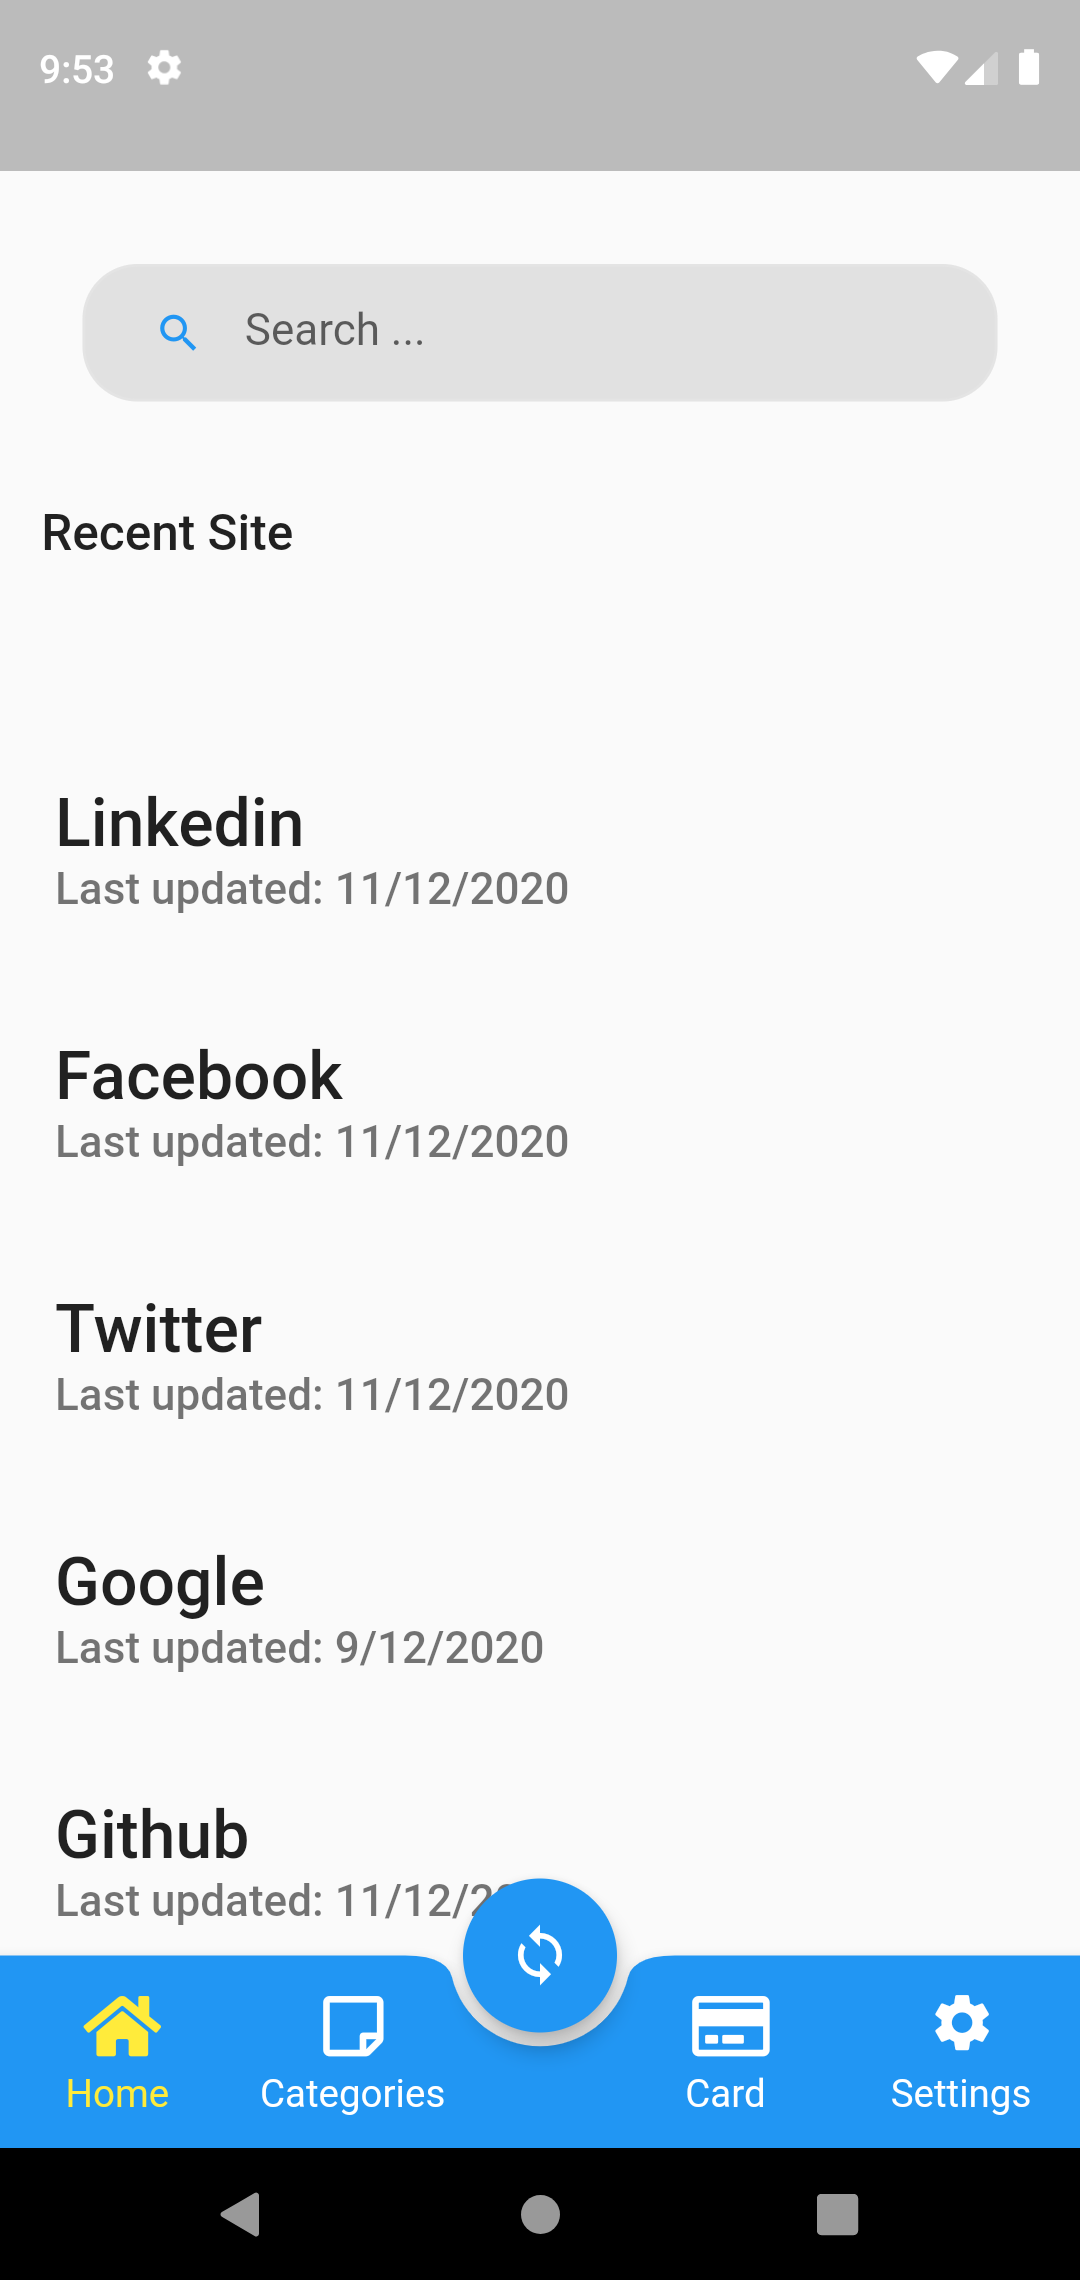 9:53
Search ...
Recent Site
Linkedin
Last updated: 11/12/2020
Facebook
Last updated: 11/12/2020
Twitter
Last updated: 11/12/2020
Google
Last updated: 9/12/2020
Github
Last updated: 11/12/2
Home
Categories
Card
Settings